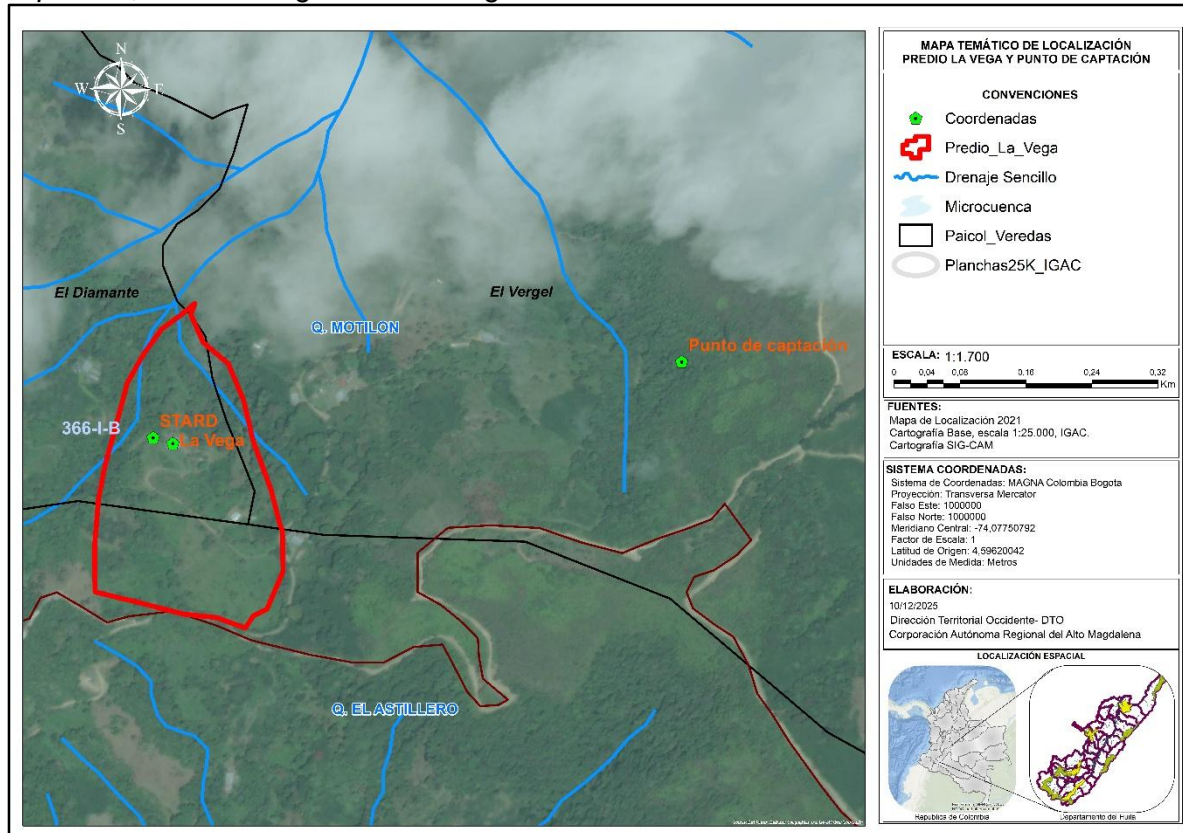 N
W E
S
El Diamante
El Vergel
Q. MOTILON
Punto de captación
366-I-B
STARD
La Vega
Q. EL ASTILLERO
MAPA TEMÁTICO DE LOCALIZACIÓN
PREDIO LA VEGA Y PUNTO DE CAPTACIÓN
CONVENCIONES
Coordenadas
Predio_La_Vega
Drenaje Sencillo
Microcuenca
Paicol_Veredas
Planchas25K_IGAC
ESCALA: 1:1.700
0 0,04 0,08 0,16 0,24 0,32
Km
FUENTES:
Mapa de Localización 2021
Cartografía Base, escala 1:25.000, IGAC.
Cartografía SIG-CAM
SISTEMA COORDENADAS:
Sistema de Coordenadas: MAGNA Colombia Bogota
Proyección: Transversa Mercator
Falso Este: 1000000
Falso Norte: 1000000
Meridiano Central: -74,07750792
Factor de Escala: 1
Latitud de Origen: 4,59620042
Unidades de Medida: Metros
ELABORACIÓN:
10/12/2025
Dirección Territorial Occidente- DTO
Corporación Autónoma Regional del Alto Magdalena
LOCALIZACIÓN ESPACIAL
Republica de Colombia
Departamento del Huila